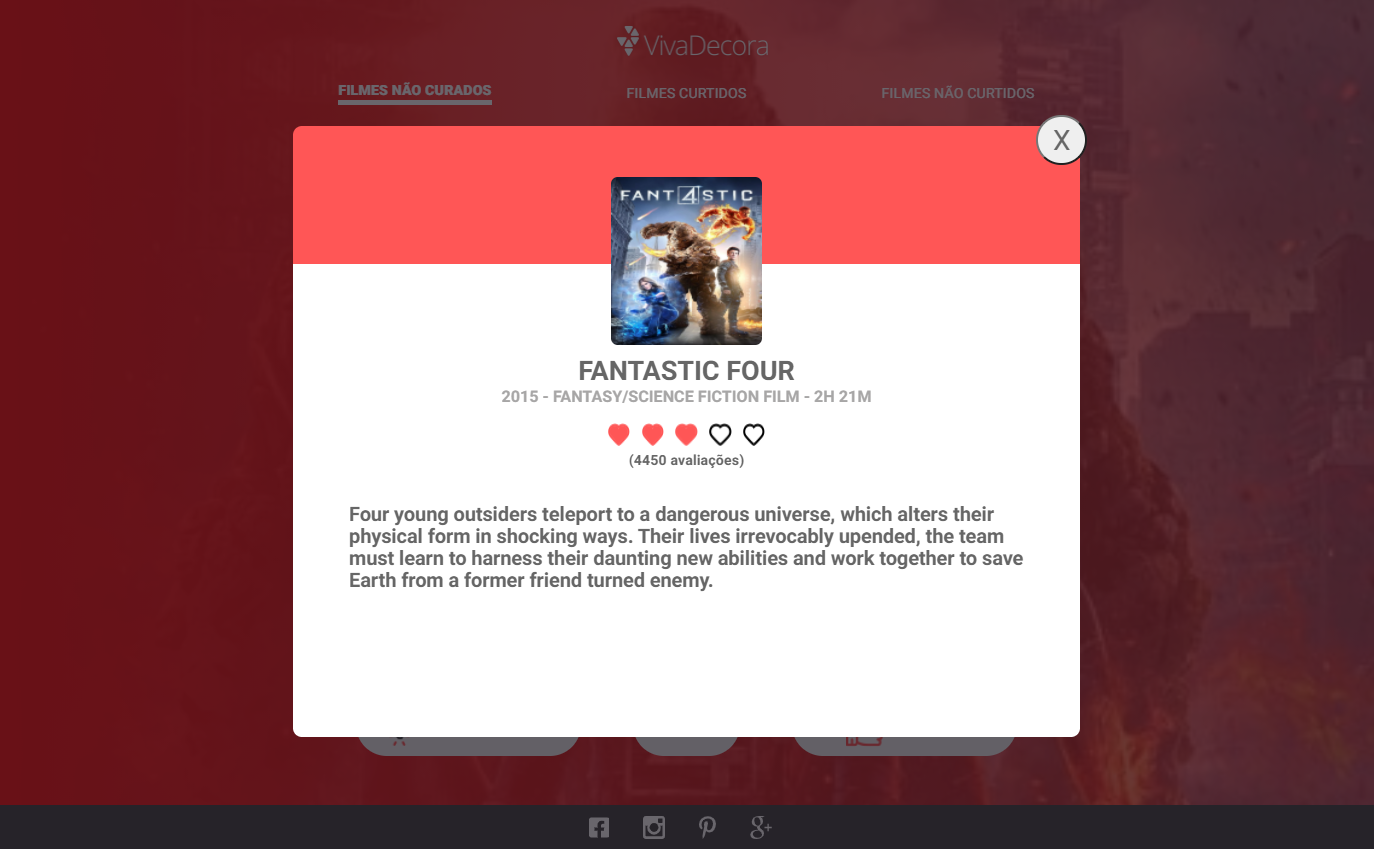 VivaDecora
FILMES NÃO CURADOS
FILMES CURTIDOS
FILMES NÃO CURTIDOS
X
FANT4STIC
FANTASTIC FOUR
2015 - FANTASY/SCIENCE FICTION FILM - 2H 21M
(4450 avaliações)
Four young outsiders teleport to a dangerous universe, which alters their
physical form in shocking ways. Their lives irrevocably upended, the team
must learn to harness their daunting new abilities and work together to save
Earth from a former friend turned enemy.